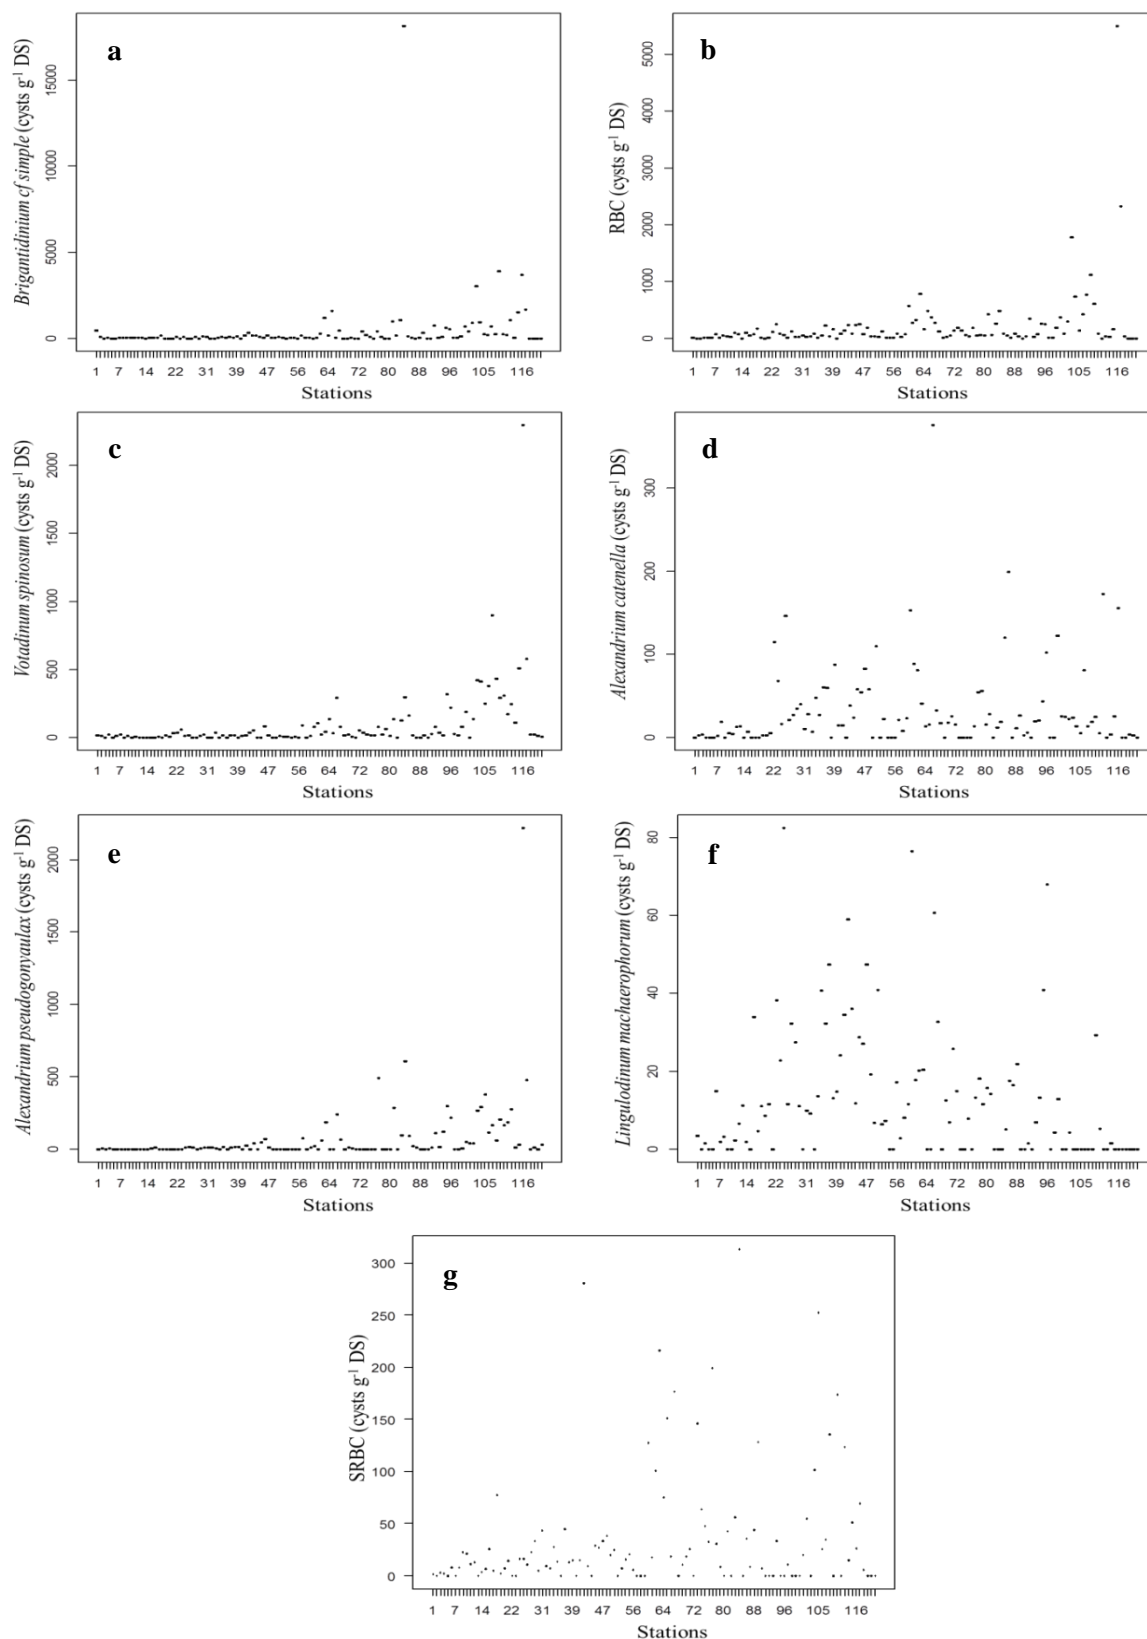 a
Brigantidinium cf simple (cysts g-1 DS)
15000
10000
5000
0
1 7 14 22 31 39 47 56 64 72 80 88 96 105 116
Stations
b
RBC (cysts g-1 DS)
5000
4000
3000
2000
1000
0
1 7 14 22 31 39 47 56 64 72 80 88 96 105 116
Stations
c
Votadinum spinosum (cysts g-1 DS)
2000
1500
1000
500
0
1 7 14 22 31 39 47 56 64 72 80 88 96 105 116
Stations
d
Alexandrium catenella (cysts g-1 DS)
300
200
100
0
1 7 14 22 31 39 47 56 64 72 80 88 96 105 116
Stations
e
Alexandrium pseudogonyaulax (cysts g-1 DS)
2000
1500
1000
500
0
1 7 14 22 31 39 47 56 64 72 80 88 96 105 116
Stations
f
Lingulodinum machaerophorum (cysts g-1 DS)
80
60
40
20
0
1 7 14 22 31 39 47 56 64 72 80 88 96 105 116
Stations
g
SRBC (cysts g-1 DS)
300
250
200
150
100
50
0
1 7 14 22 31 39 47 56 64 72 80 88 96 105 116
Stations